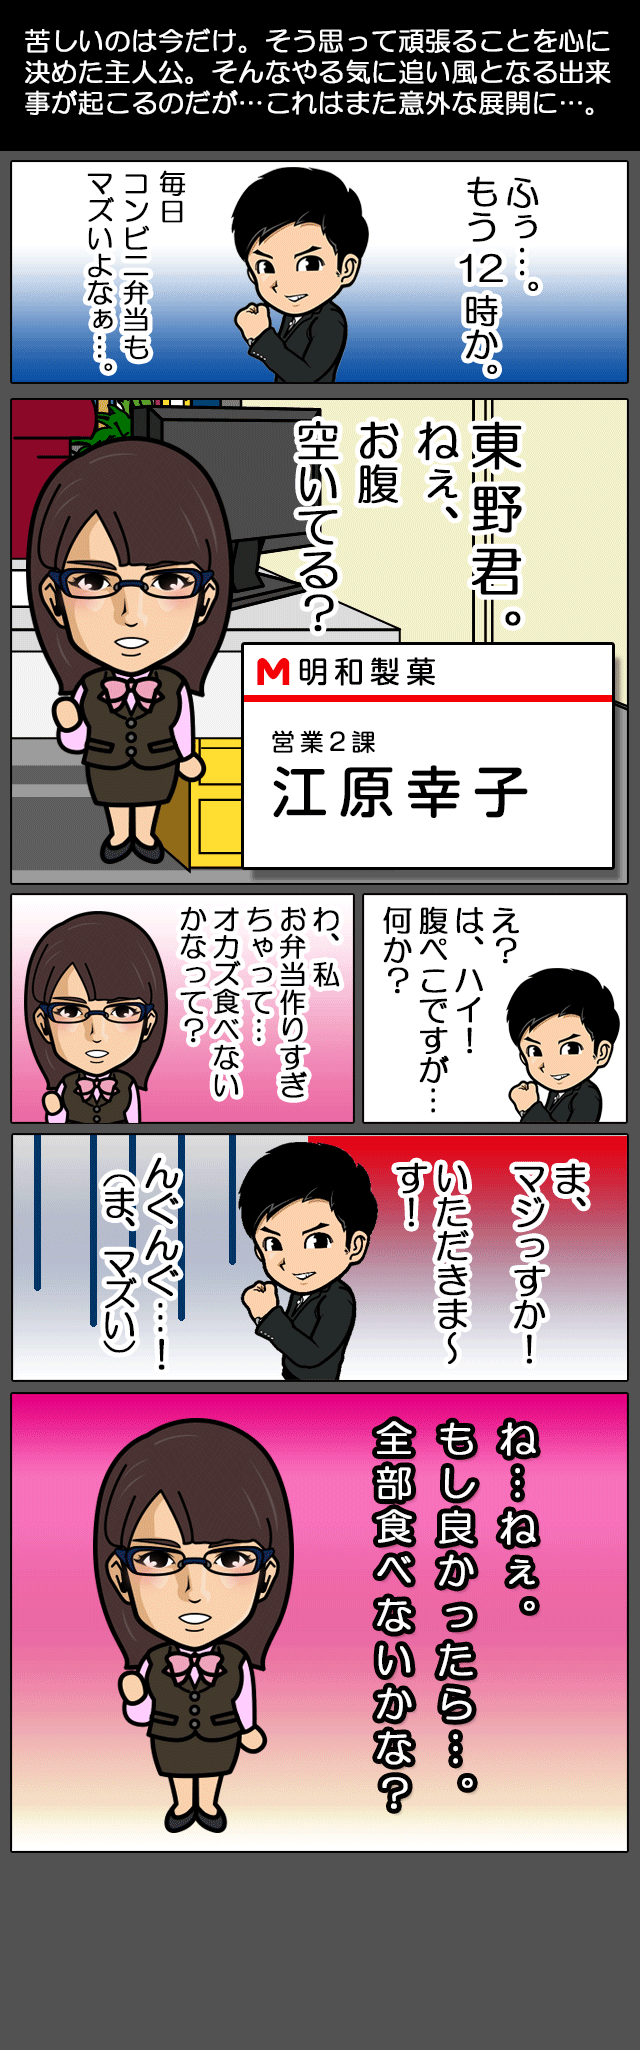 苦しいのは今だけ。そう思って頑張ることを心に
決めた主人公。そんなやる気に追い風となる出来
事が起こるのだが…これはまた意外な展開に…。
ふぅ…。
もう12時か。
毎日
コンビニ弁当も
マズいよなぁ…。
東野君。
ねぇ、
お腹
空いてる？
M 明和製菓
営業2課
江原幸子
え？
は、ハイ！
腹ぺこですが…
何か？
わ、私
お弁当作りすぎ
ちゃって…
オカズ食べない
かなって？
ま、
マジっすか！
いただきま〜
す！
んぐんぐ…！
（ま、マズい）
ね…ねぇ。
もし良かったら…。
全部食べないかな？